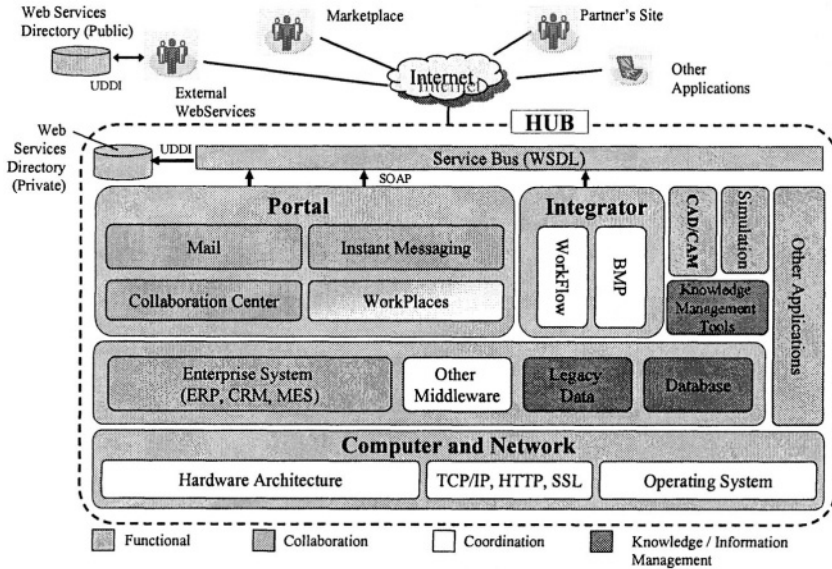 Web Services
Directory (Public)
UDDI
External
WebServices
Marketplace
Partner's Site
Internet
Other
Applications
HUB
Web
Services
Directory
(Private)
UDDI
Service Bus (WSDL)
SOAP
Portal
Mail
Instant Messaging
Collaboration Center
WorkPlaces
Integrator
WorkFlow
BMP
CAD/CAM
Simulation
Knowledge
Management
Tools
Other Applications
Enterprise System
(ERP, CRM, MES)
Other
Middleware
Legacy
Data
Database
Computer and Network
Hardware Architecture
TCP/IP, HTTP, SSL
Operating System
Functional
Collaboration
Coordination
Knowledge / Information
Management